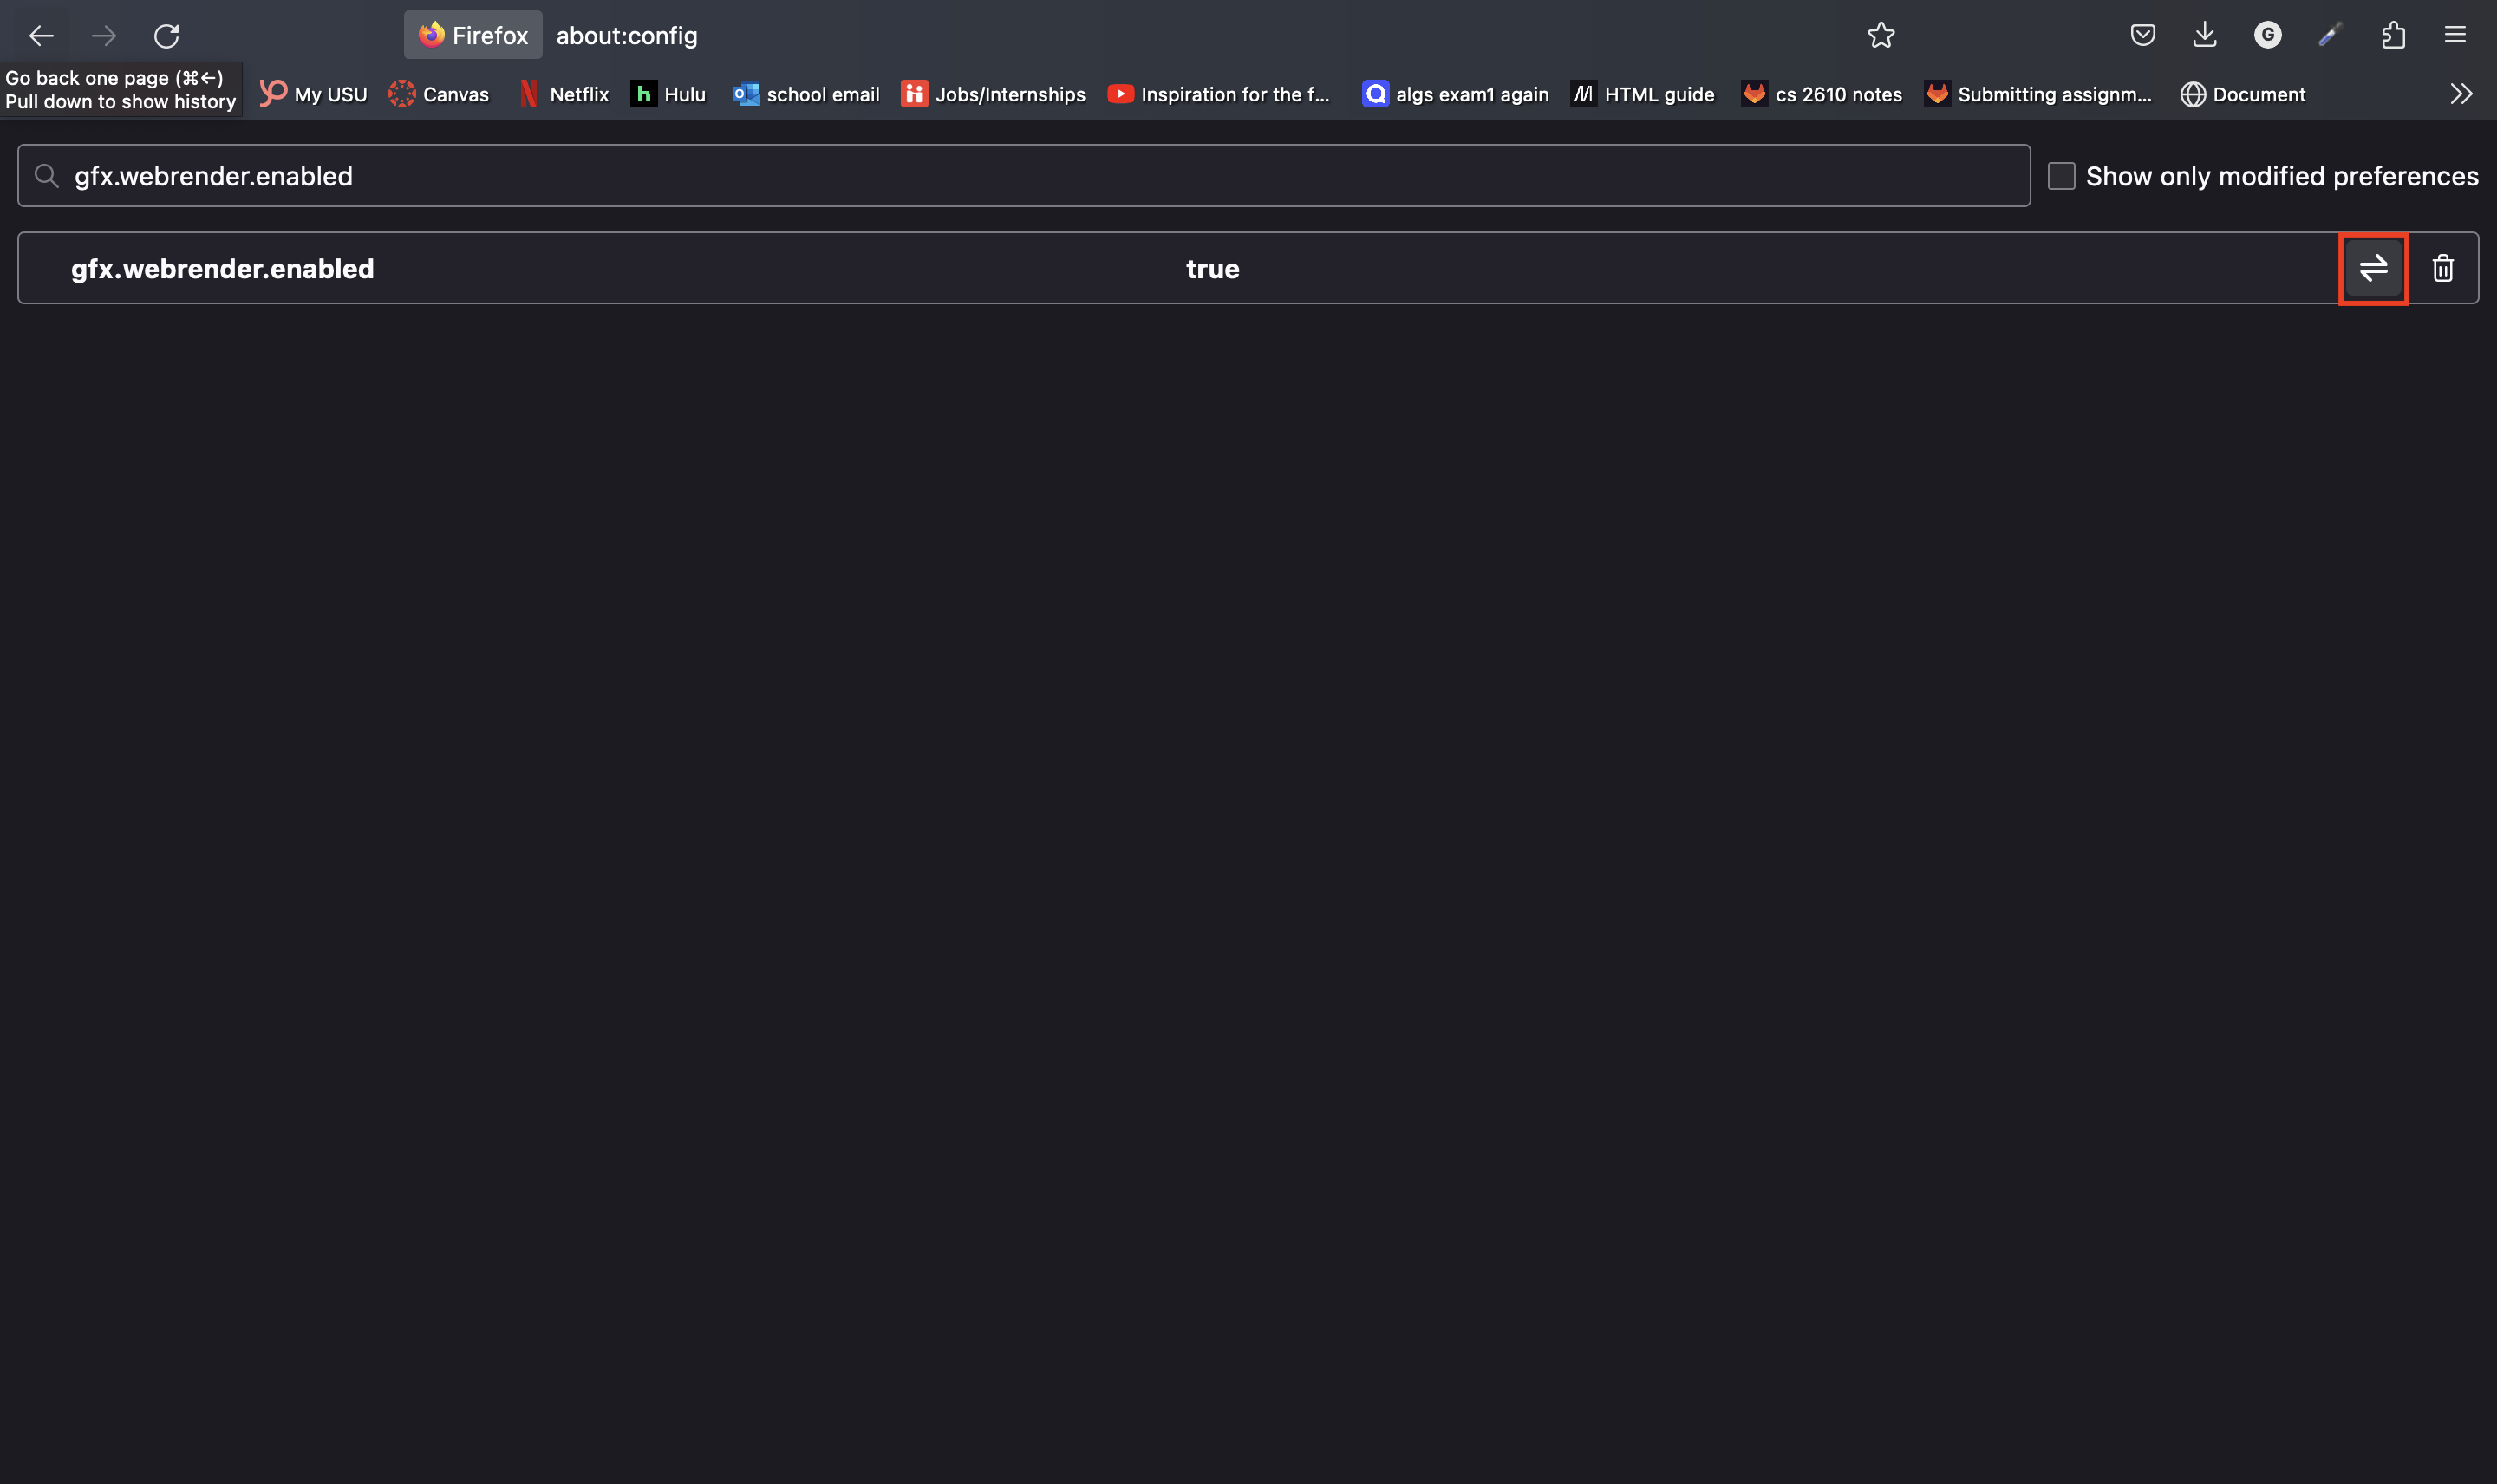 Firefox about:config
G
Go back one page (⌘←)
Pull down to show history
My USU Canvas Netflix h Hulu school email Jobs/Internships Inspiration for the f... algs exam1 again HTML guide cs 2610 notes Submitting assignm... Document
gfx.webrender.enabled Show only modified preferences
gfx.webrender.enabled true